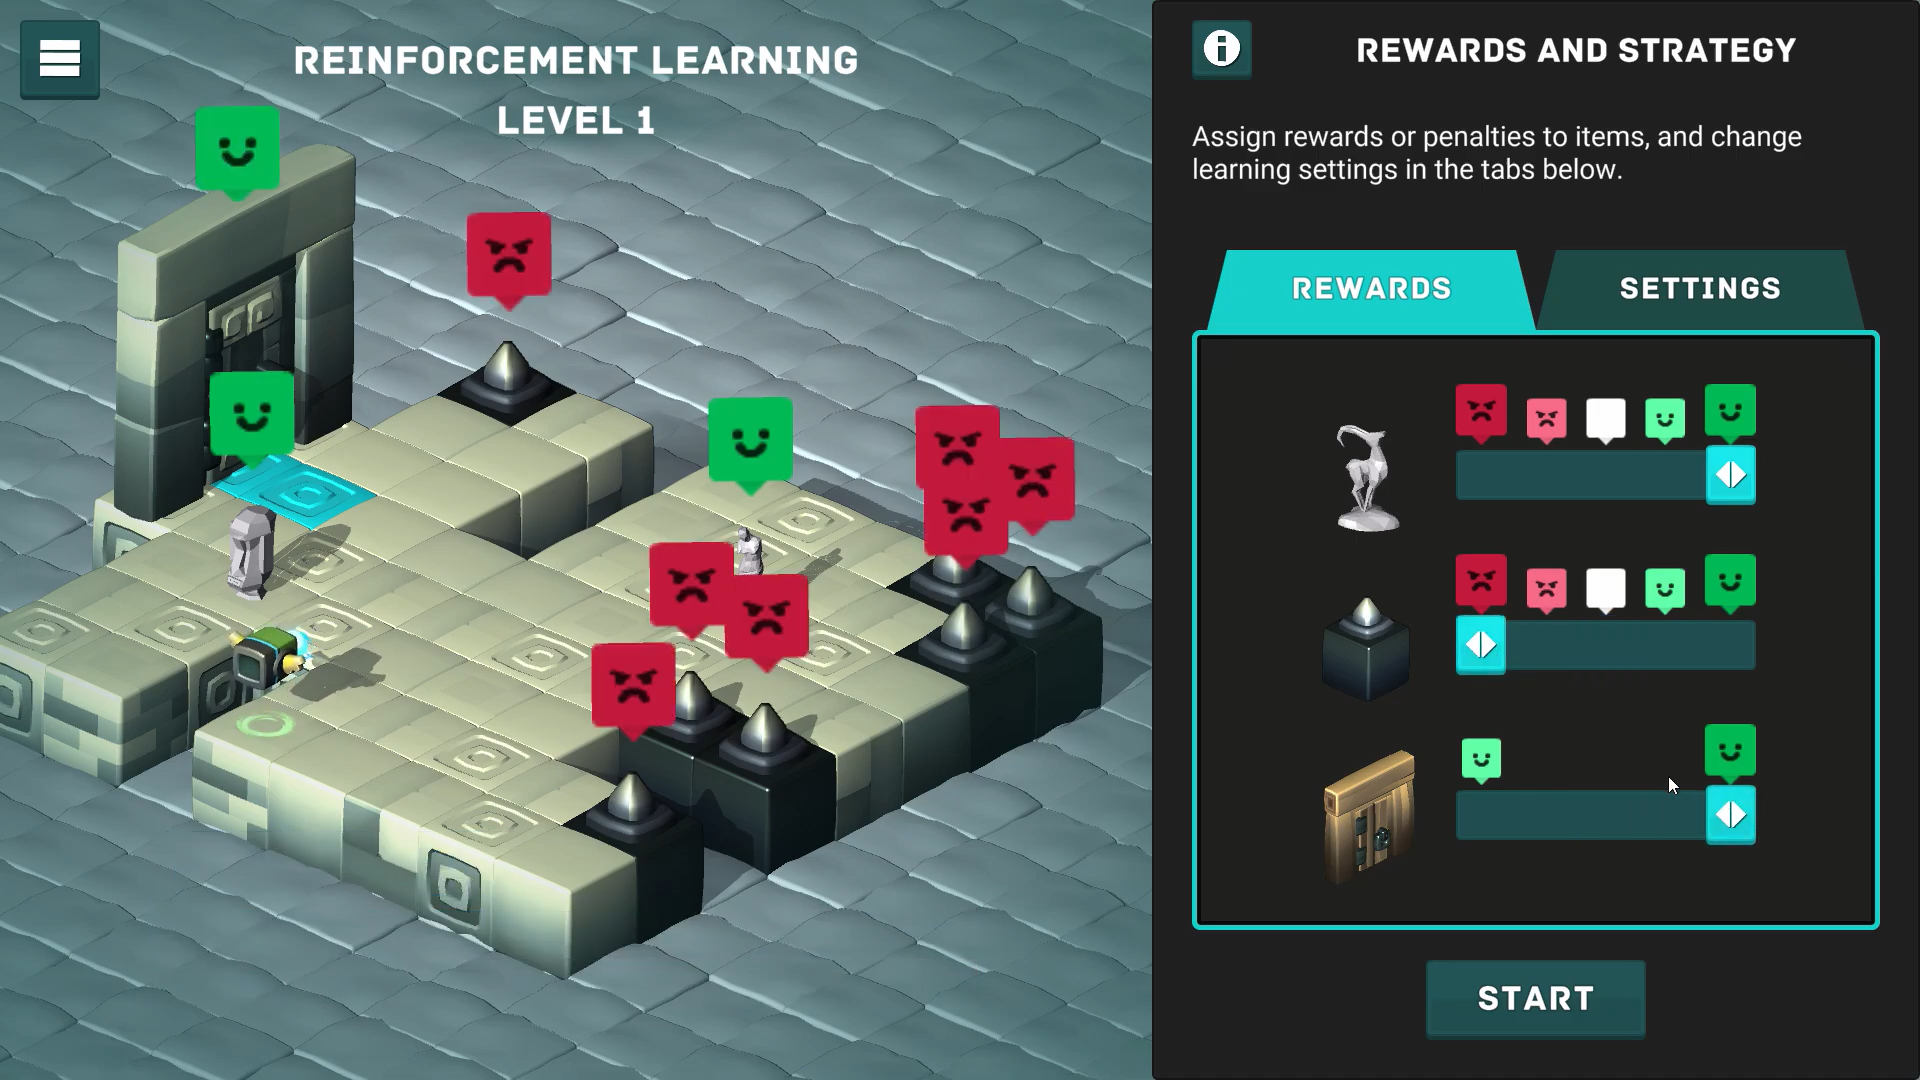 REINFORCEMENT LEARNING
LEVEL 1
REWARDS AND STRATEGY
Assign rewards or penalties to items, and change
learning settings in the tabs below.
REWARDS
SETTINGS
START